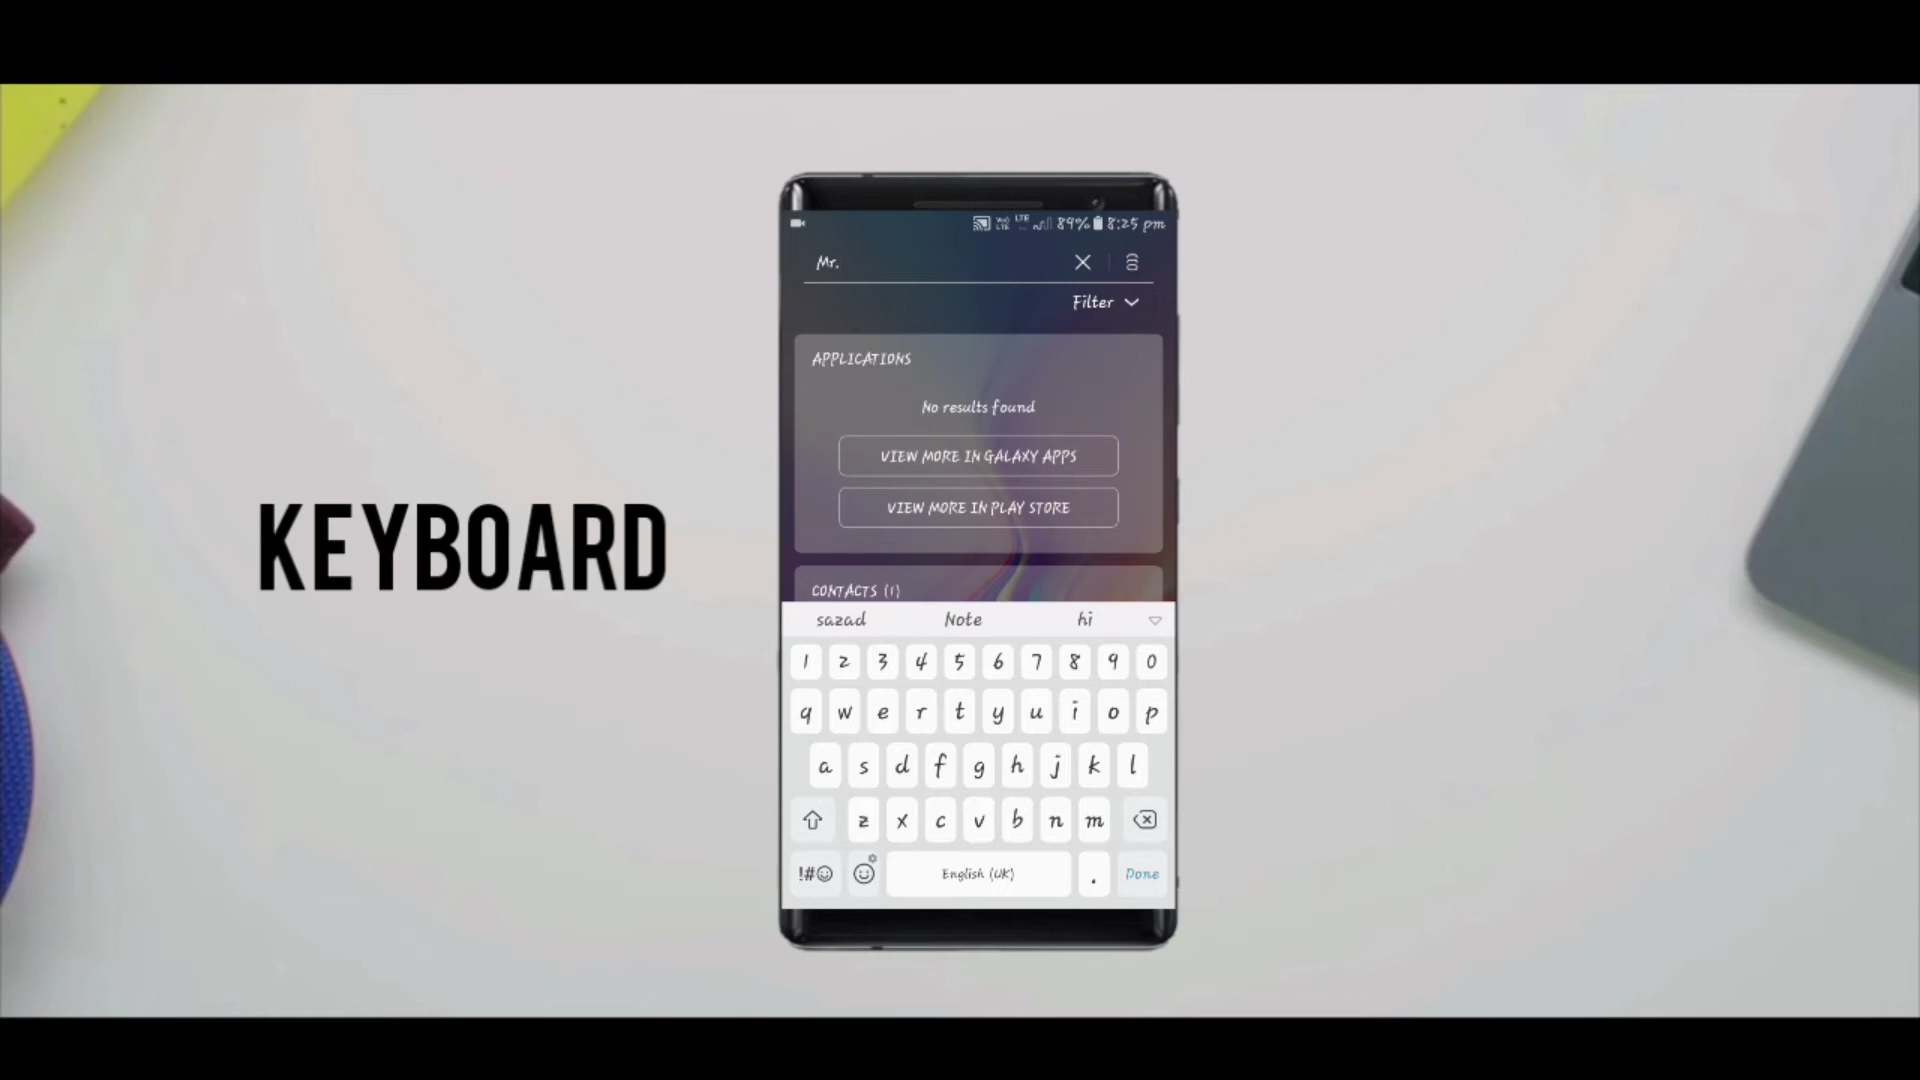 VoLTE LTE 89% 8:25 pm
Mr.
Filter
APPLICATIONS
No results found
VIEW MORE IN GALAXY APPS
VIEW MORE IN PLAY STORE
CONTACTS (1)
KEYBOARD
sazad Note hi
1 2 3 4 5 6 7 8 9 0
q w e r t y u i o p
a s d f g h j k l
z x c v b n m
!#☺ English (UK) . Done